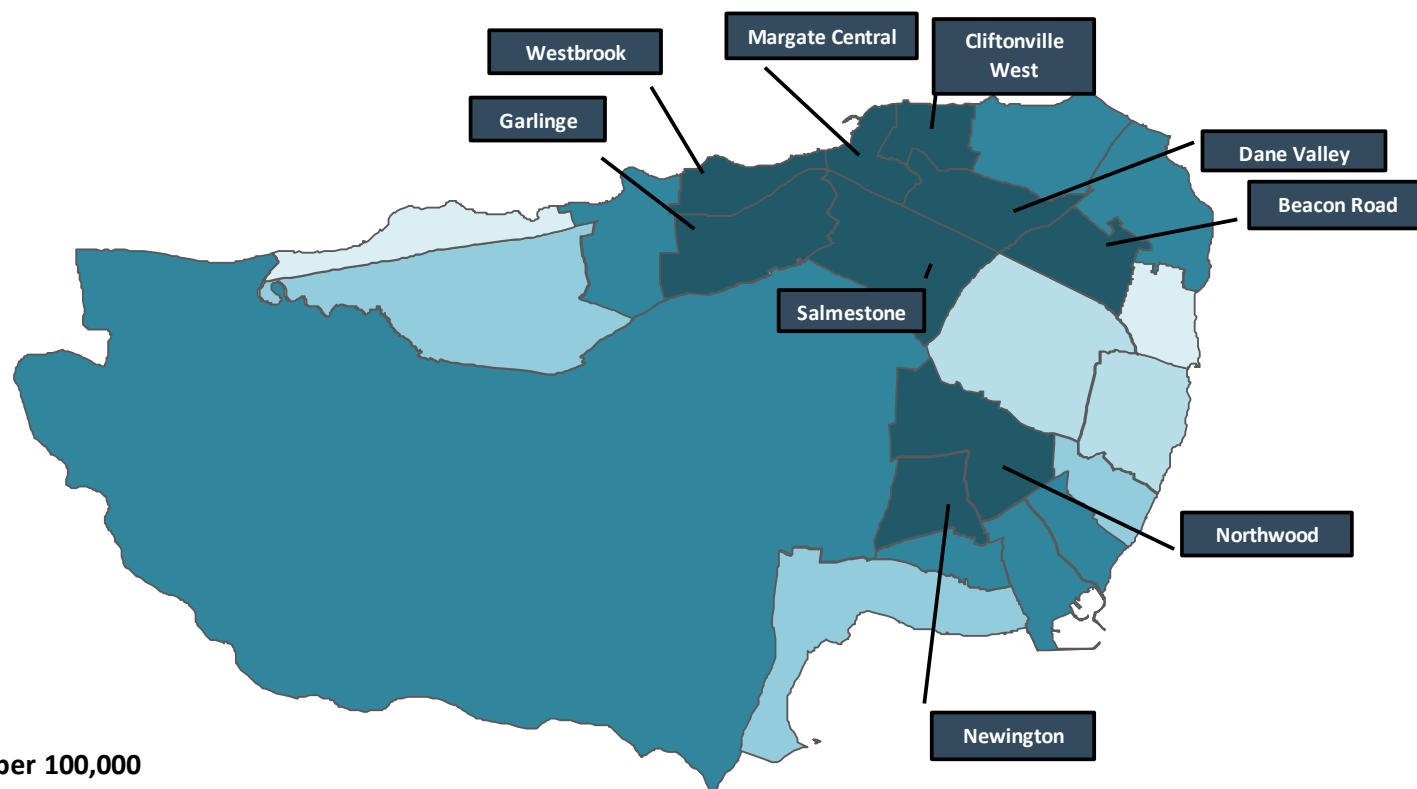 Margate Central
Cliftonville
West
Westbrook
Garlinge
Dane Valley
Beacon Road
Salmestone
Northwood
Newington
per 100,000